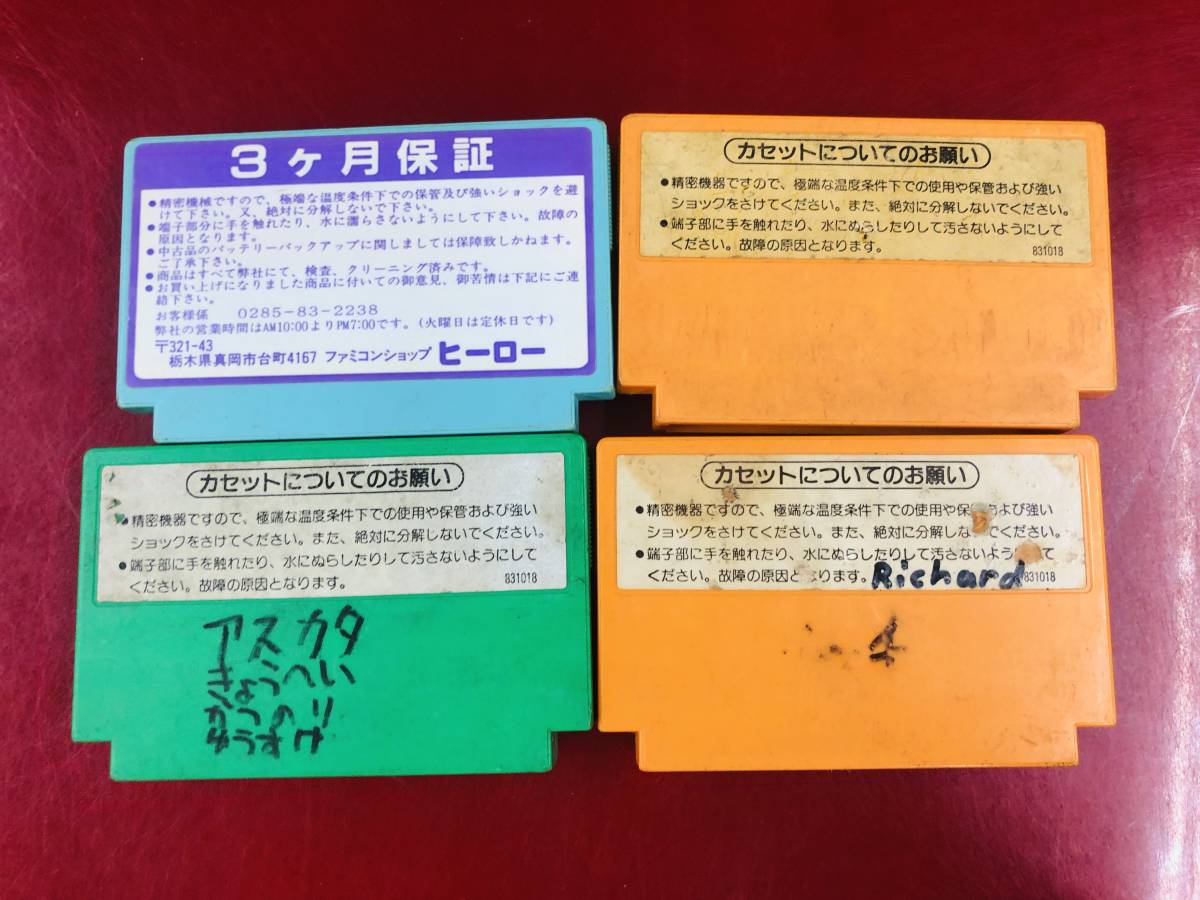 3ヶ月保証
●精密機械ですので、極端な温度条件下での保管及び強いショックを避
けて下さい。又、絶対に分解しないで下さい。
●端子部分に手を触れたり、水に濡らさないようにして下さい。故障の
原因となります。
●中古品のバッテリーバックアップに関しましては保障致しかねます。
ご了承下さい。
●商品はすべて弊社にて、検査、クリーニング済みです。
●お買い上げになりました商品に付いての御意見、御苦情は下記にご連
絡下さい。
お客様係 0285-83-2238
弊社の営業時間はAM10:00よりPM7:00です。(火曜日は定休日です)
〒321-43
栃木県真岡市台町4167 ファミコンショップ ヒーロー
カセットについてのお願い
●精密機器ですので、極端な温度条件下での使用や保管および強い
ショックをさけてください。また、絶対に分解しないでください。
●端子部に手を触れたり、水にぬらしたりして汚さないようにして
ください。故障の原因となります。 831018
カセットについてのお願い
●精密機器ですので、極端な温度条件下での使用や保管および強い
ショックをさけてください。また、絶対に分解しないでください。
●端子部に手を触れたり、水にぬらしたりして汚さないようにして
ください。故障の原因となります。 831018
アスカタ
きょうへい
かつのり
ゆうすけ
カセットについてのお願い
●精密機器ですので、極端な温度条件下での使用や保管および強い
ショックをさけてください。また、絶対に分解しないでください。
●端子部に手を触れたり、水にぬらしたりして汚さないようにして
ください。故障の原因となります。 Richard 831018